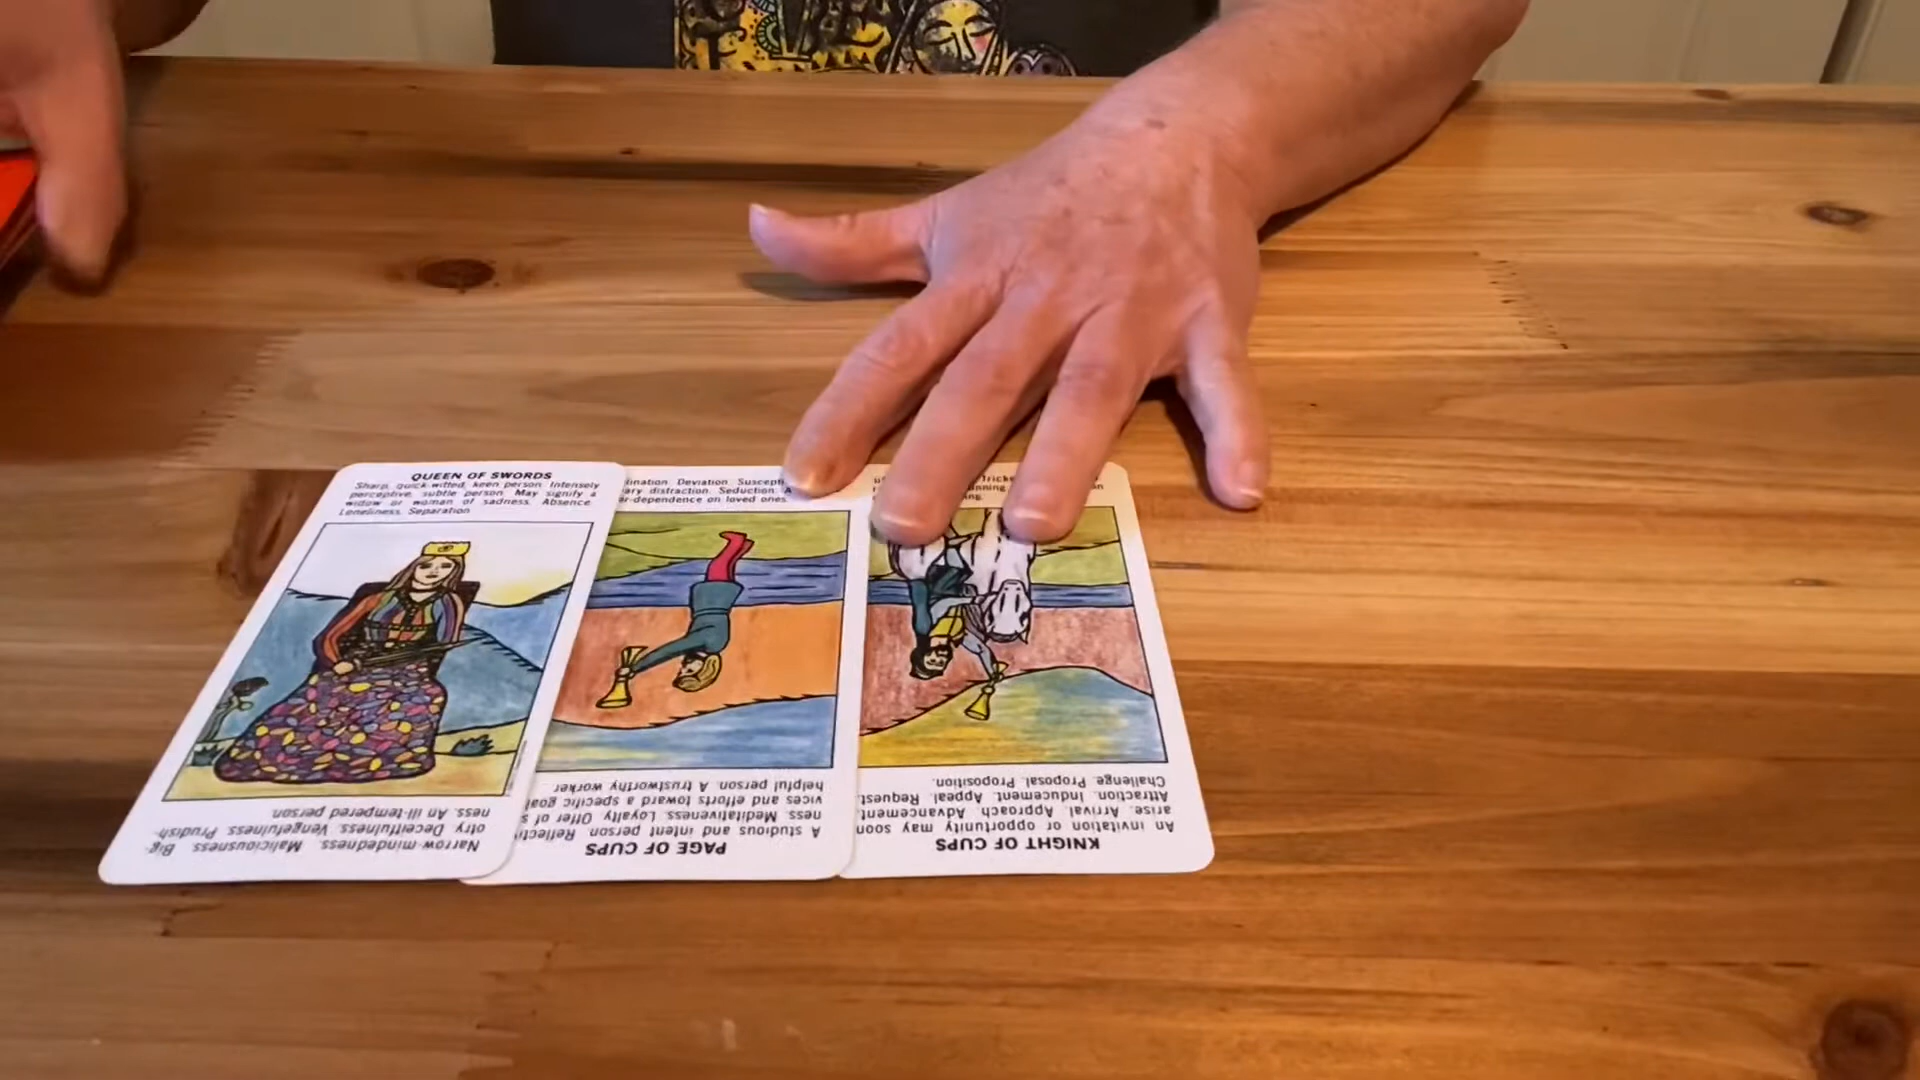 QUEEN OF SWORDS
Sharp, quick-witted, keen person. Intensely
perceptive, subtle person. May signify a
widow or woman of sadness. Absence.
Loneliness. Separation
Narrow-mindedness. Maliciousness. Big-
otry. Deceitfulness. Vengefulness. Prudish-
ness. An ill-tempered person.
ination Deviation Suscept
ary distraction. Seduction. A
r-dependence on loved ones.
PAGE OF CUPS
A studious and intent person. Reflecti
ness. Meditativeness. Loyalty. Offer of s
vices and efforts toward a specific goal
helpful person. A trustworthy worker
KNIGHT OF CUPS
An invitation or opportunity may soon
arise. Arrival. Approach. Advancement.
Attraction. Inducement. Appeal. Request.
Challenge. Proposal. Proposition.